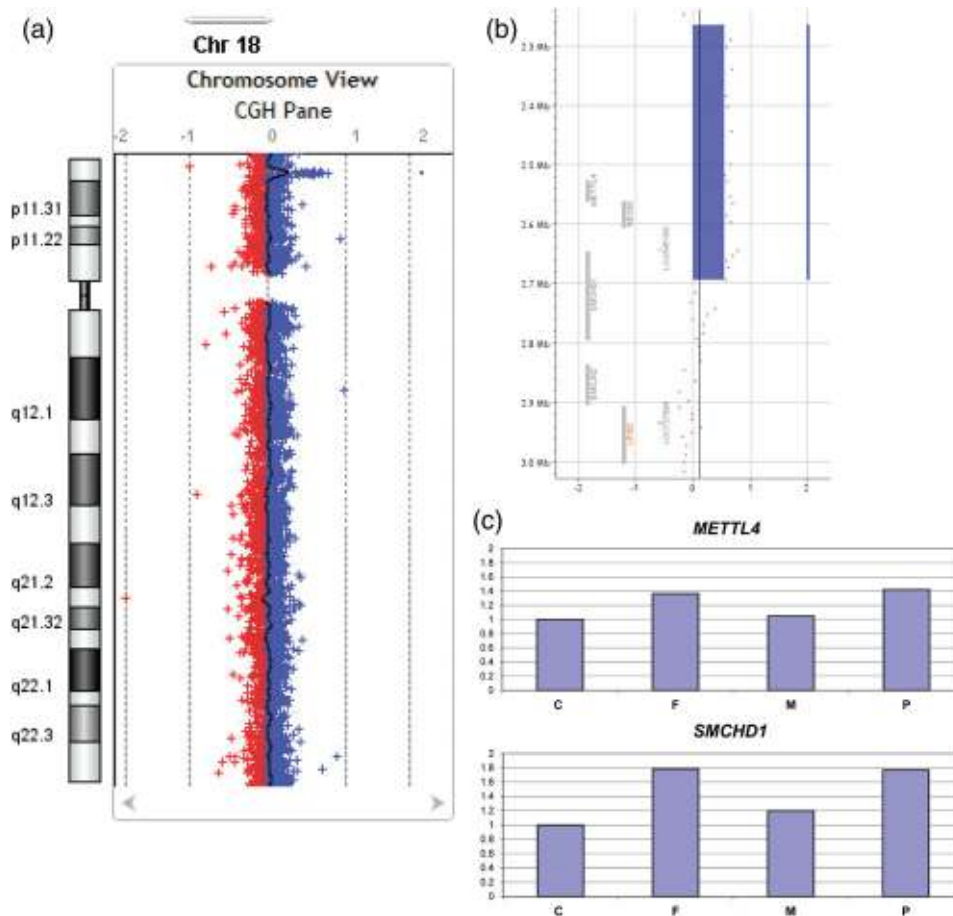 (a)
Chr 18
Chromosome View
CGH Pane
-2 -1 0 1 2
p11.31
p11.22
q12.1
q12.3
q21.2
q21.32
q22.1
q22.3
(b)
2.4 Mb
2.5 Mb
2.6 Mb
2.7 Mb
2.8 Mb
2.9 Mb
3.0 Mb
METTL4
-2 -1 0 1 2
(c)
METTL4
2
1.8
1.6
1.4
1.2
1
0.8
0.6
0.4
0.2
0
C F M P
SMCHD1
2
1.8
1.6
1.4
1.2
1
0.8
0.6
0.4
0.2
0
C F M P